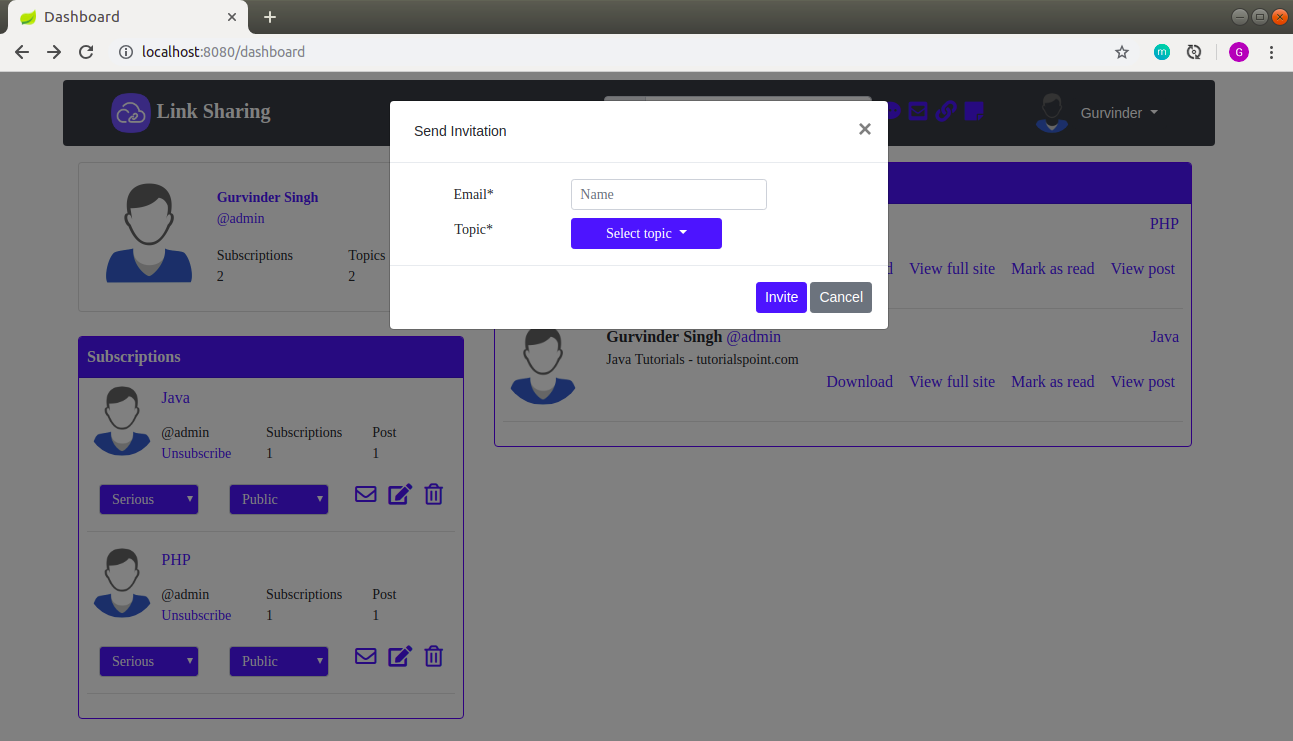 Dashboard
localhost:8080/dashboard
G
Link Sharing
Gurvinder
Send Invitation
×
Email*
Name
Topic*
Select topic
Invite Cancel
Gurvinder Singh
@admin
Subscriptions Topics
2 2
PHP
View full site Mark as read View post
Gurvinder Singh @admin Java
Java Tutorials - tutorialspoint.com
Download View full site Mark as read View post
Subscriptions
Java
@admin Subscriptions Post
Unsubscribe 1 1
Serious Public
PHP
@admin Subscriptions Post
Unsubscribe 1 1
Serious Public